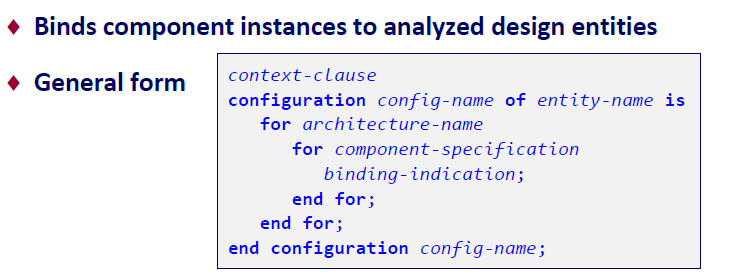 ♦ Binds component instances to analyzed design entities
♦ General form
context-clause
configuration config-name of entity-name is
for architecture-name
for component-specification
binding-indication;
end for;
end for;
end configuration config-name;